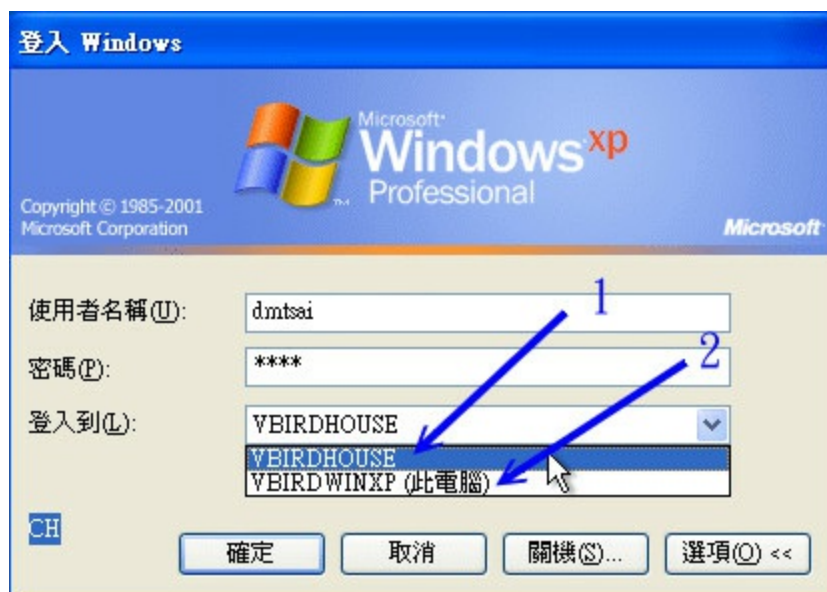 登入 Windows
Microsoft®
Windows xp
Professional
TM
Copyright © 1985-2001
Microsoft Corporation
Microsoft®
使用者名稱(U): dmtsai
1
密碼(P): ****
2
登入到(L): VBIRDHOUSE
VBIRDHOUSE
VBIRDWINXP (此電腦)
CH
確定 取消 關機(S)... 選項(O) <<